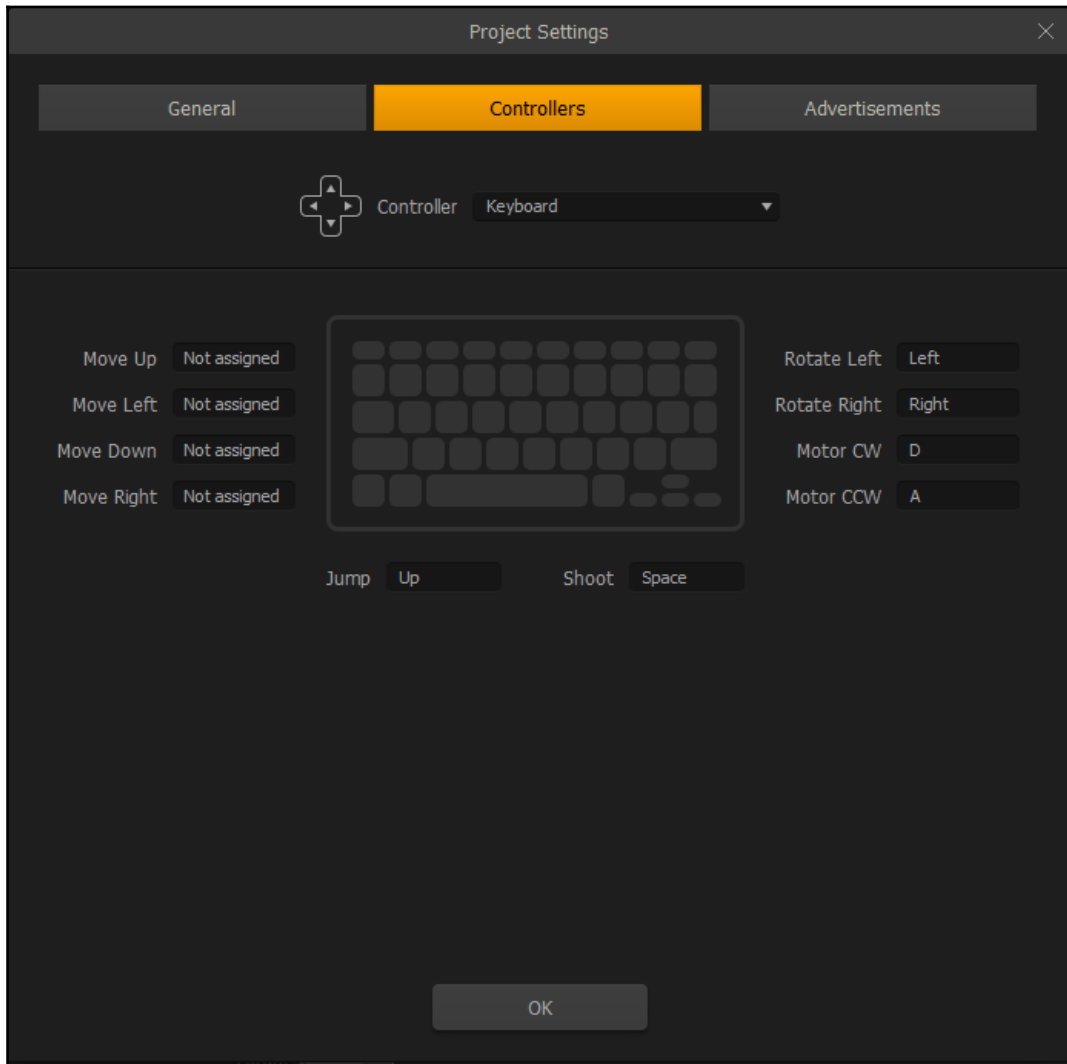 Project Settings
General
Controllers
Advertisements
Controller Keyboard
Move Up Not assigned
Move Left Not assigned
Move Down Not assigned
Move Right Not assigned
Rotate Left Left
Rotate Right Right
Motor CW D
Motor CCW A
Jump Up
Shoot Space
OK